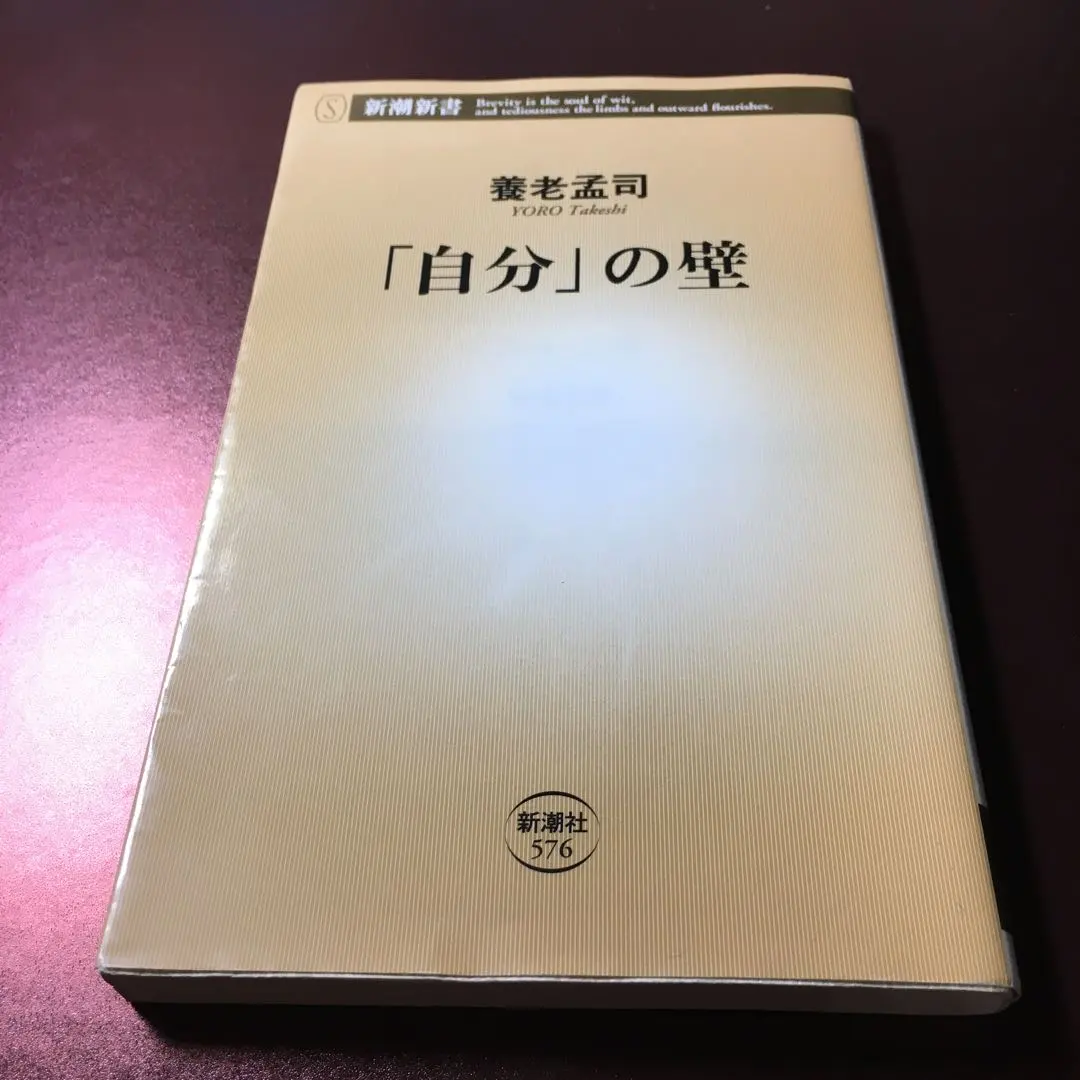 S 新潮新書 Brevity is the soul of wit,
and tediousness the limbs and outward flourishes.
養老孟司
YORO Takeshi
「自分」の壁
新潮社
576